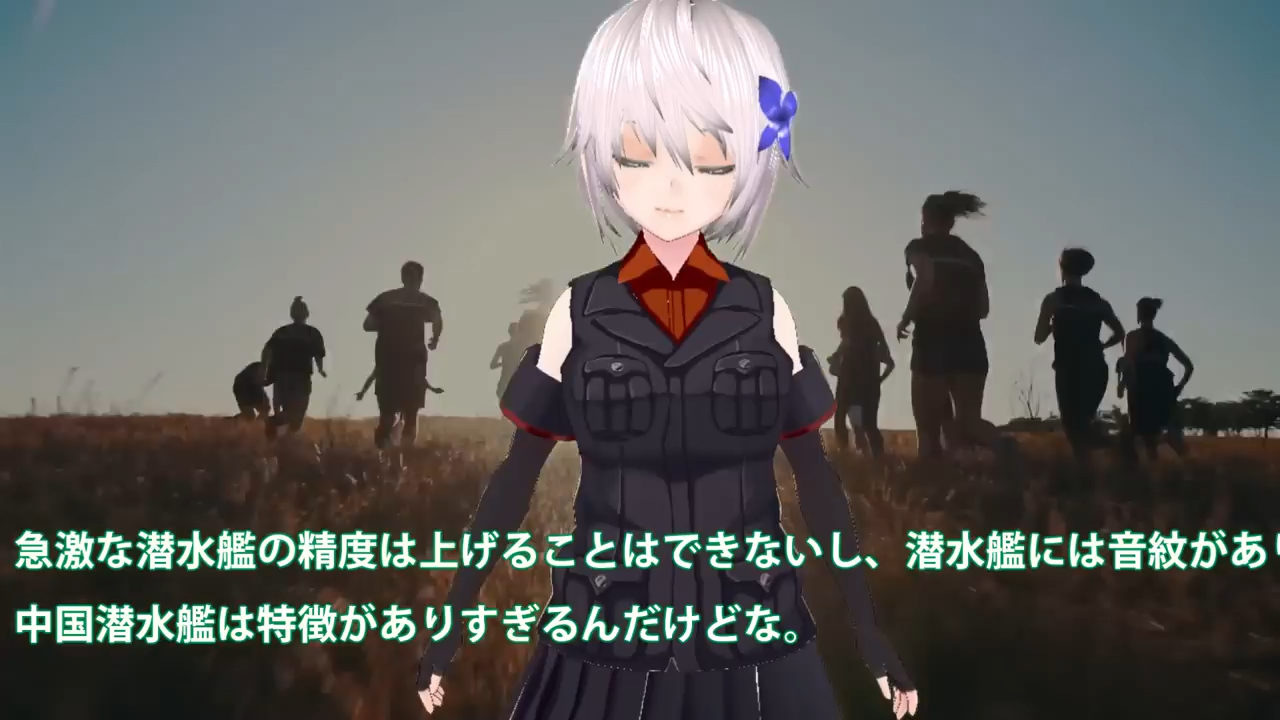 急激な潜水艦の精度は上げることはできないし、潜水艦には音紋があり
中国潜水艦は特徴がありすぎるんだけどな。